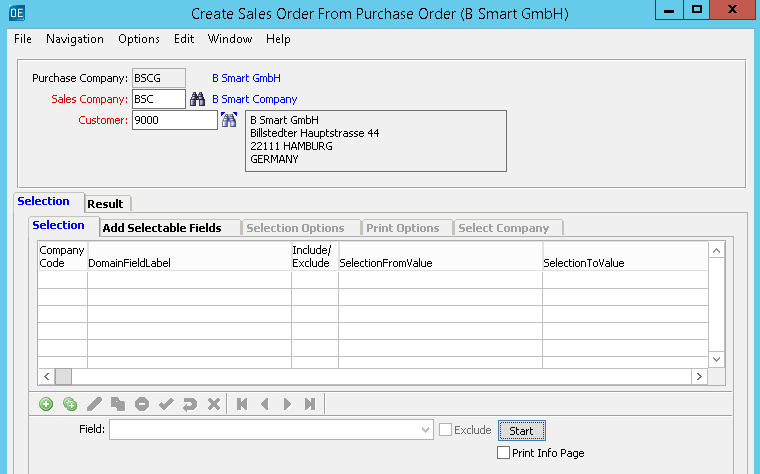 OE Create Sales Order From Purchase Order (B Smart GmbH)
File Navigation Options Edit Window Help
Purchase Company: BSCG B Smart GmbH
Sales Company: BSC B Smart Company
Customer: 9000
B Smart GmbH
Billstedter Hauptstrasse 44
22111 HAMBURG
GERMANY
Selection Result
Selection Add Selectable Fields Selection Options Print Options Select Company
Company Code DomainFieldLabel Include/ Exclude SelectionFromValue SelectionToValue
Field: Exclude Start
Print Info Page